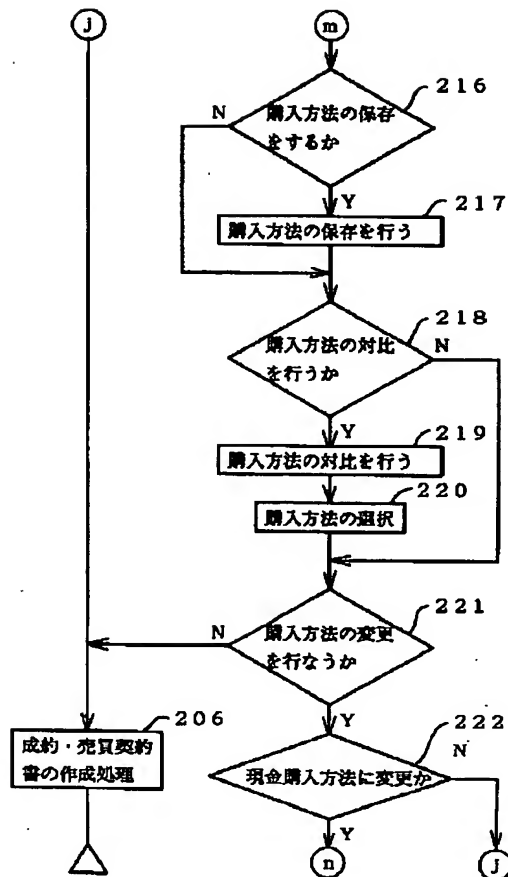 j
m
216
購入方法の保存
をするか
N
Y
217
購入方法の保存を行う
218
購入方法の対比
を行うか
N
Y
219
購入方法の対比を行う
220
購入方法の選択
221
購入方法の変更
を行なうか
N
Y
206
成約・売買契約
書の作成処理
222
現金購入方法に変更か
N
Y
n
j